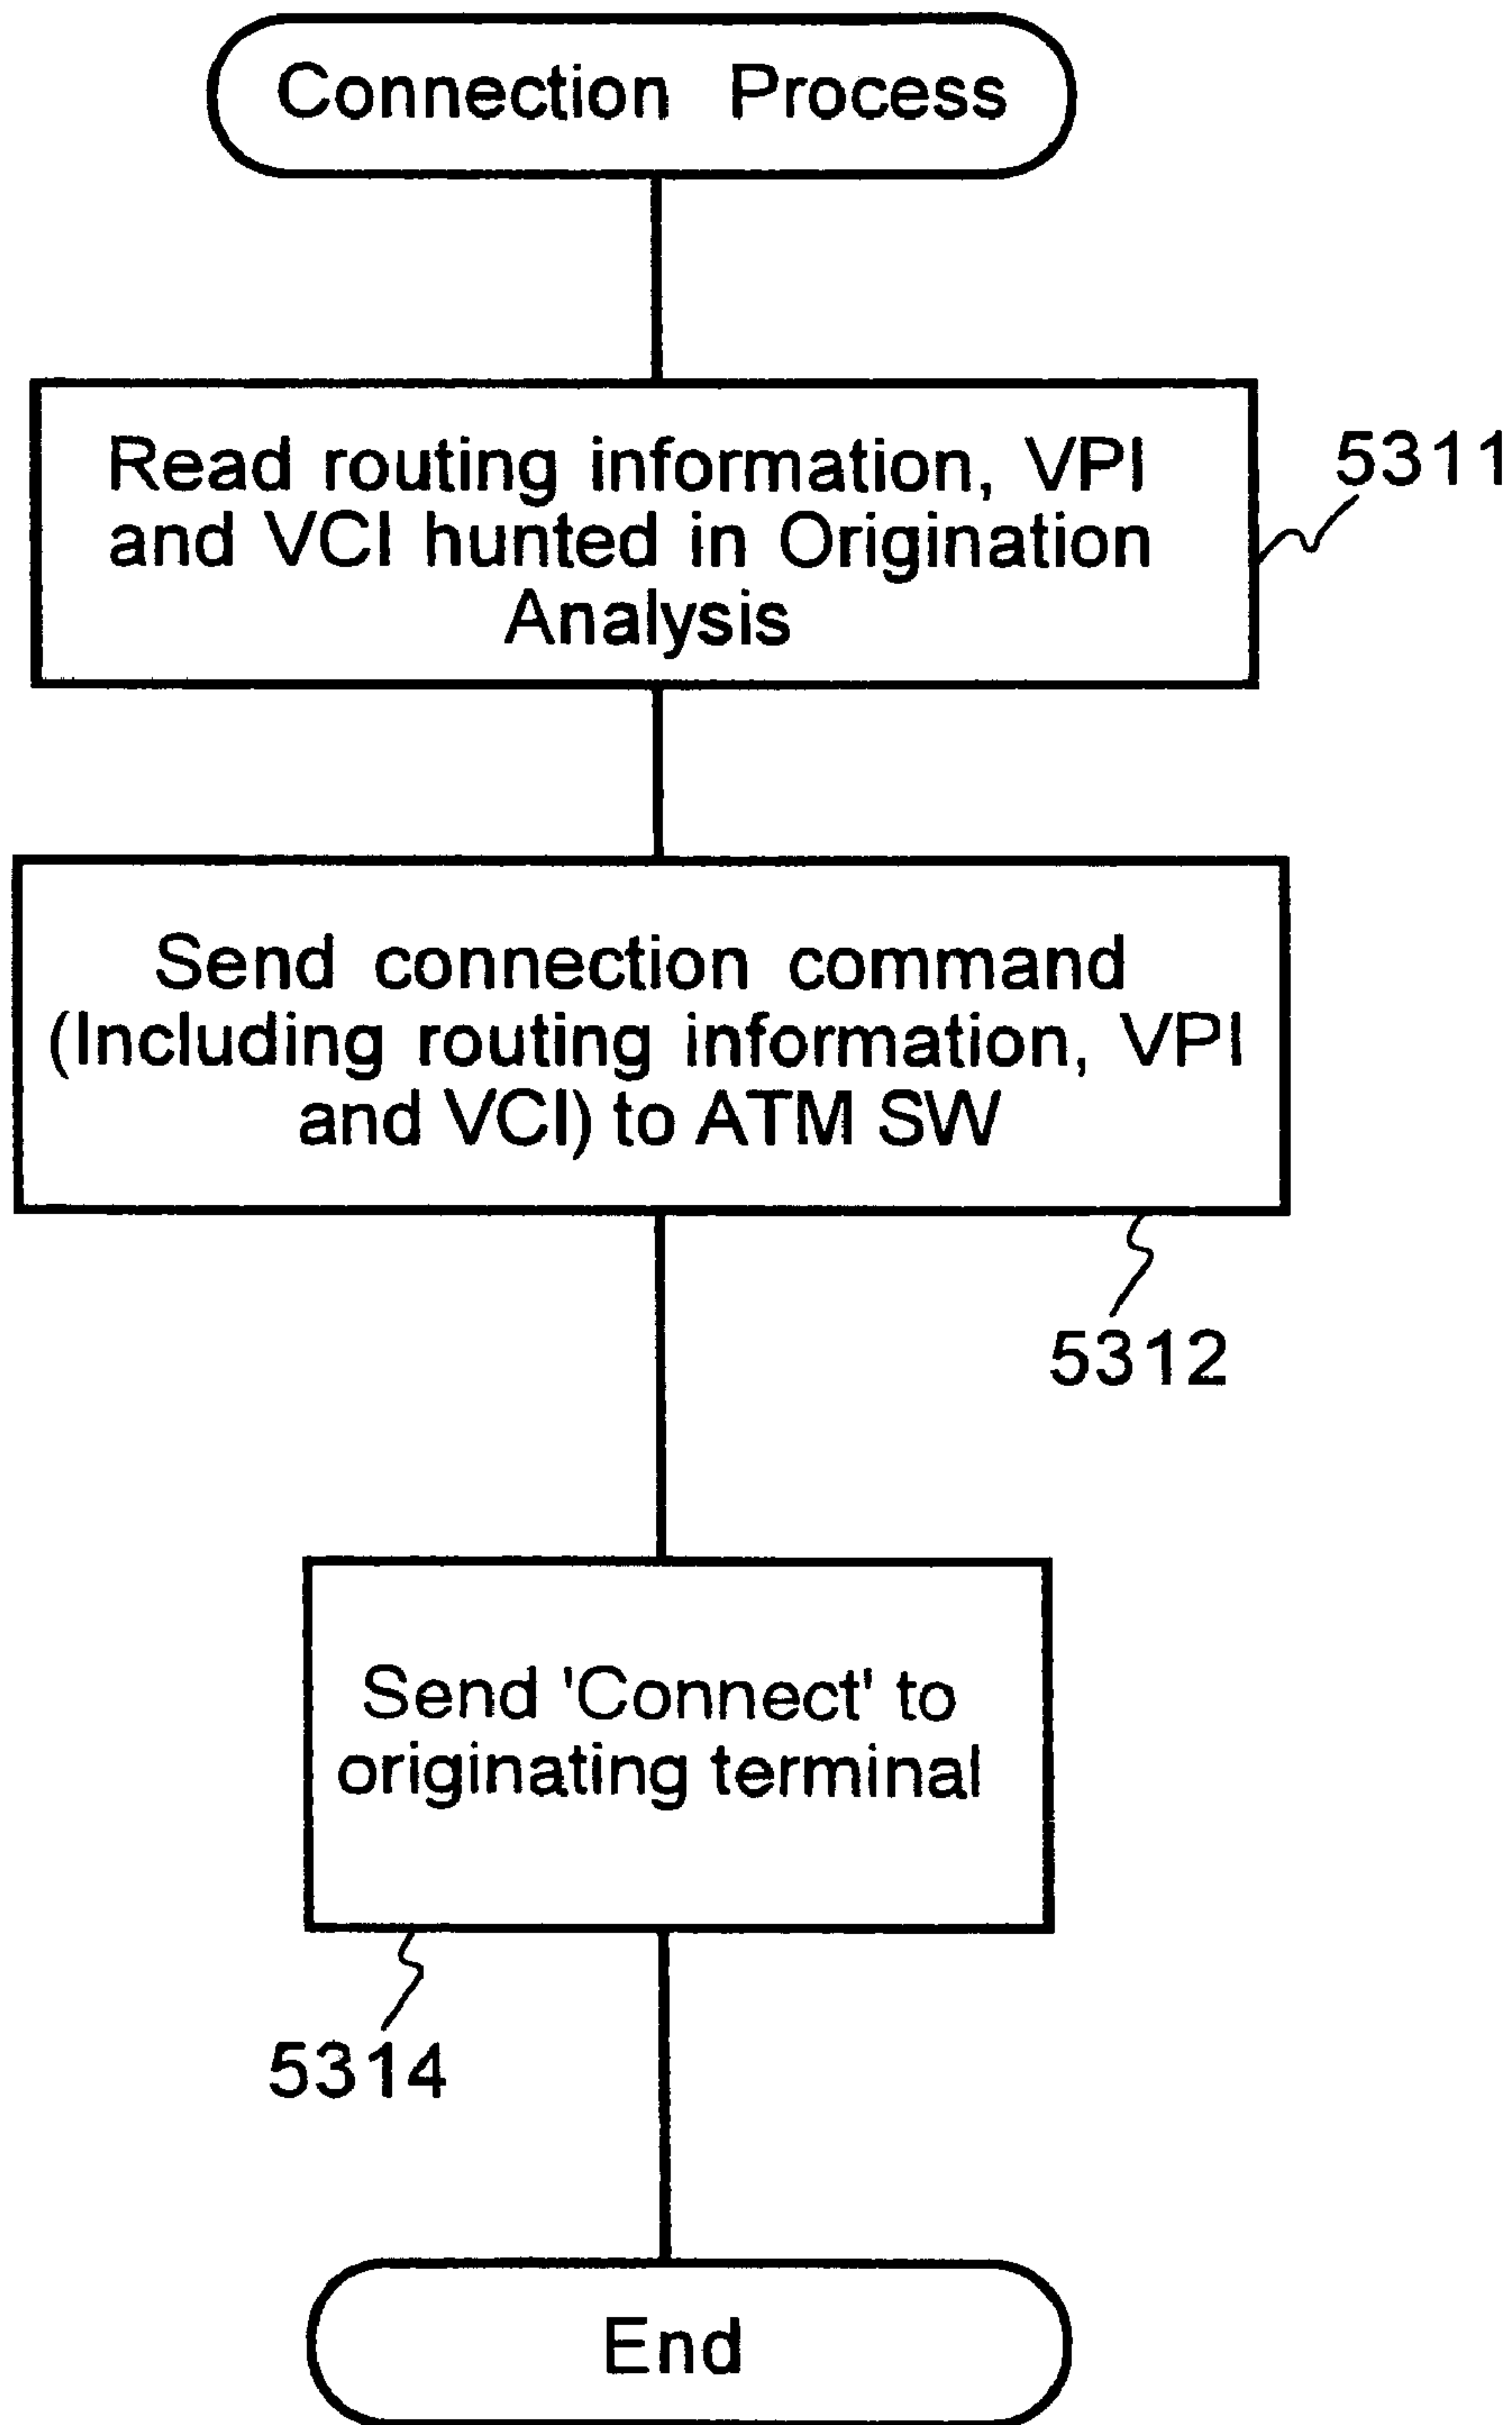 Connection Process
Read routing information, VPI
and VCI hunted in Origination
Analysis
5311
Send connection command
(Including routing information, VPI
and VCI) to ATM SW
5312
Send 'Connect' to
originating terminal
5314
End